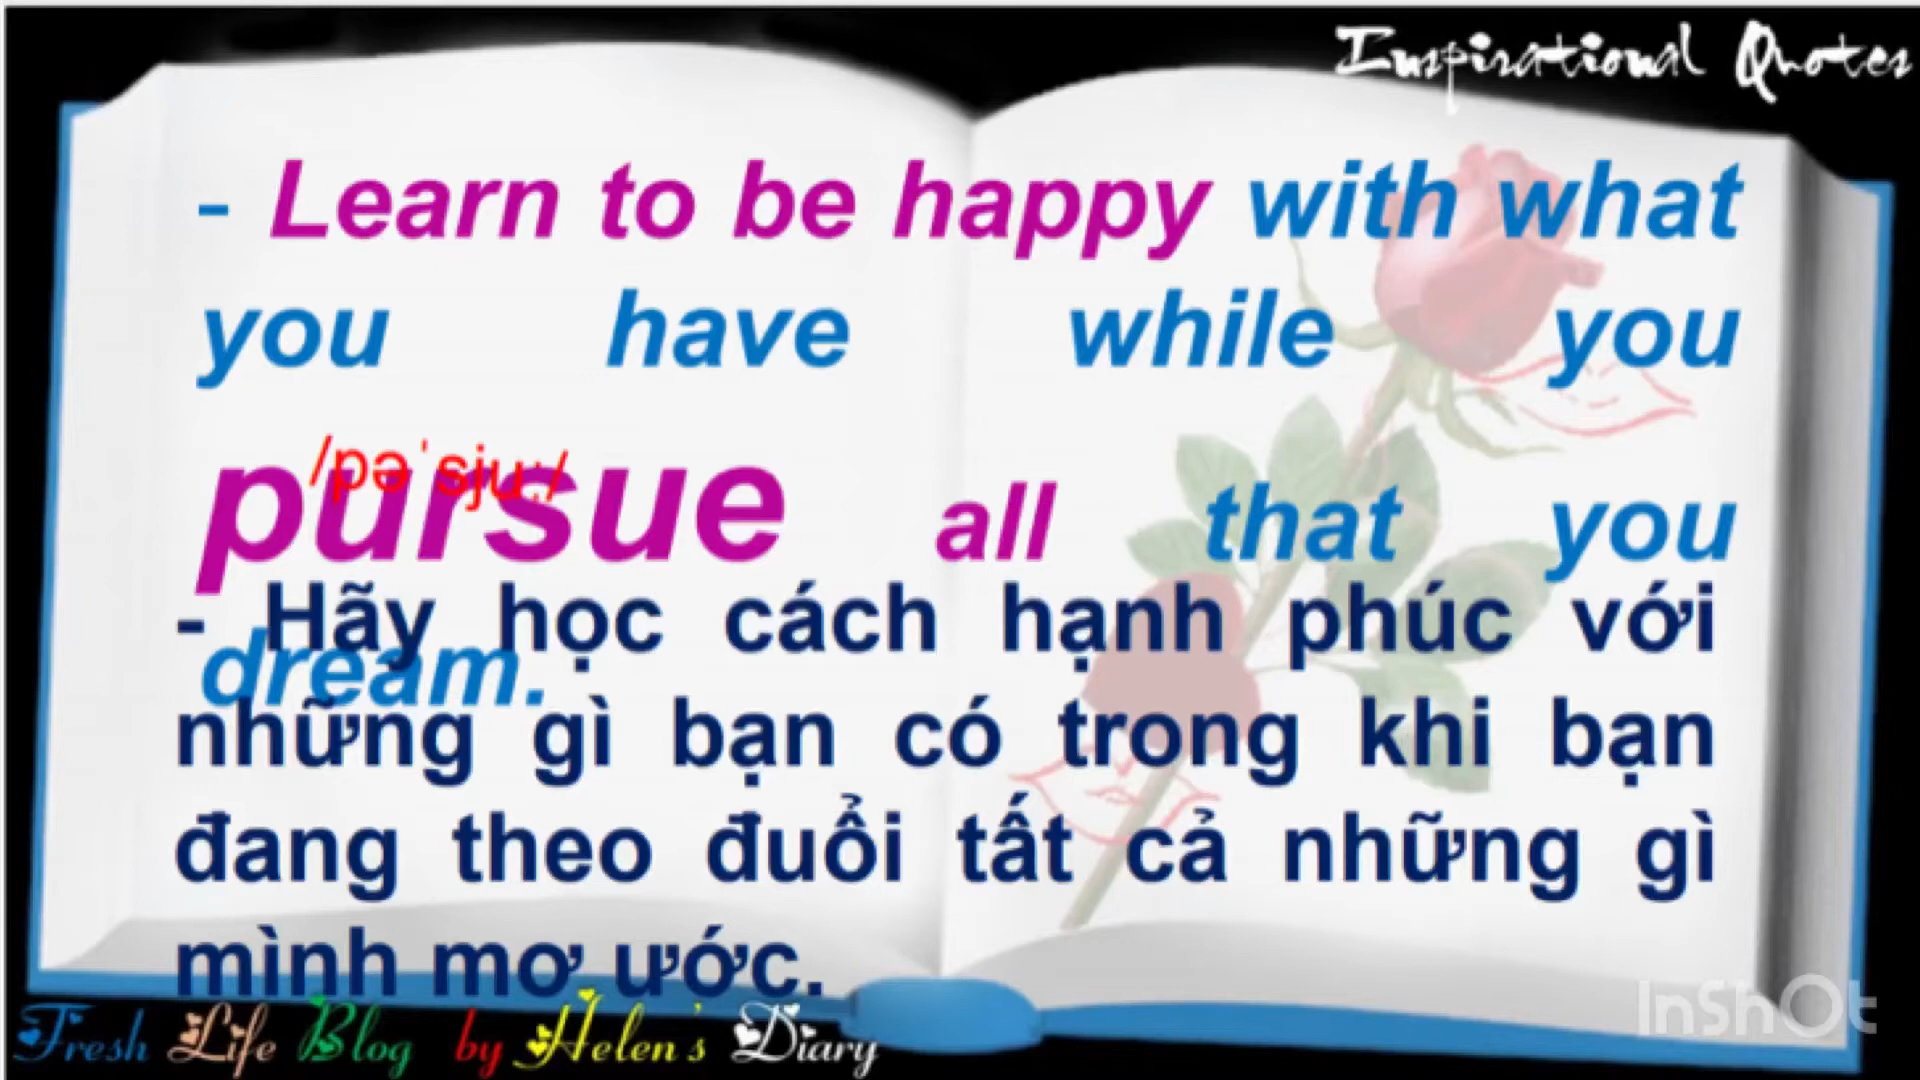 Inspirational Quotes
- Learn to be happy with what
you have while you
/pəˈsjuː/
pursue all that you
dream.
- Hãy học cách hạnh phúc với
những gì bạn có trong khi bạn
đang theo đuổi tất cả những gì
mình mơ ước.
Fresh Life Blog by Helen's Diary
InShOt